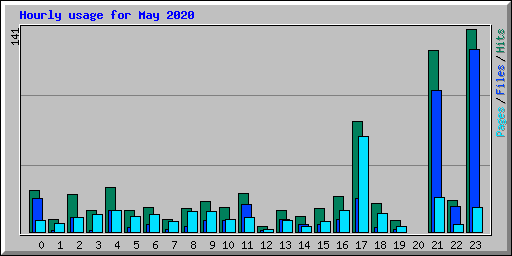 Hourly usage for May 2020
141
Pages/Files/Hits
0 1 2 3 4 5 6 7 8 9 10 11 12 13 14 15 16 17 18 19 20 21 22 23